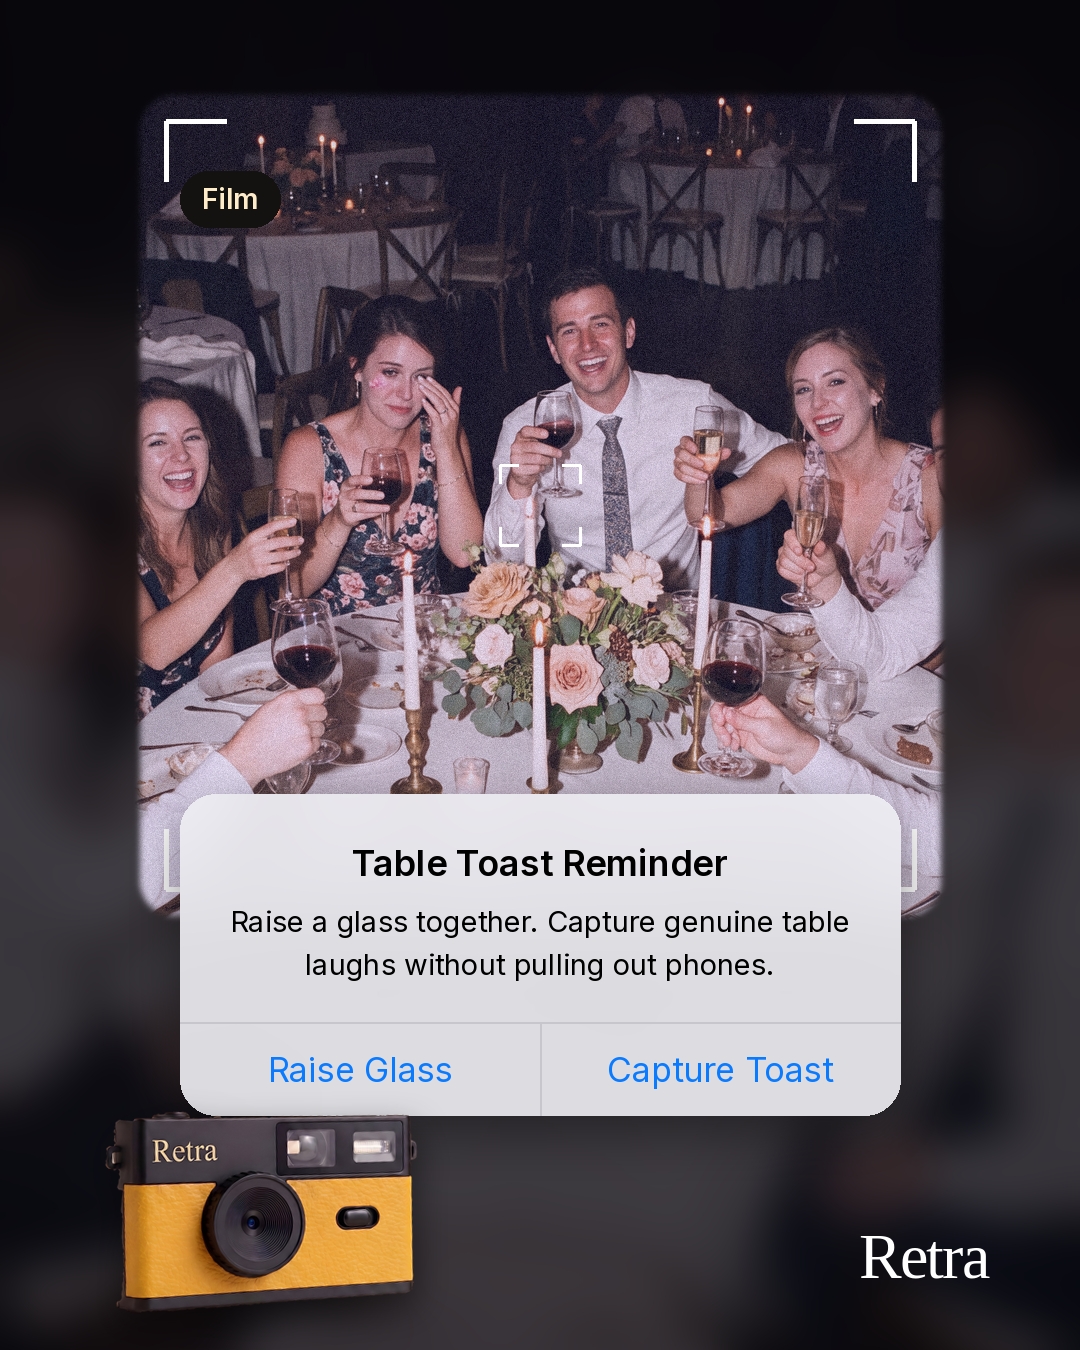 Film
Table Toast Reminder
Raise a glass together. Capture genuine table
laughs without pulling out phones.
Raise Glass
Capture Toast
Retra
Retra